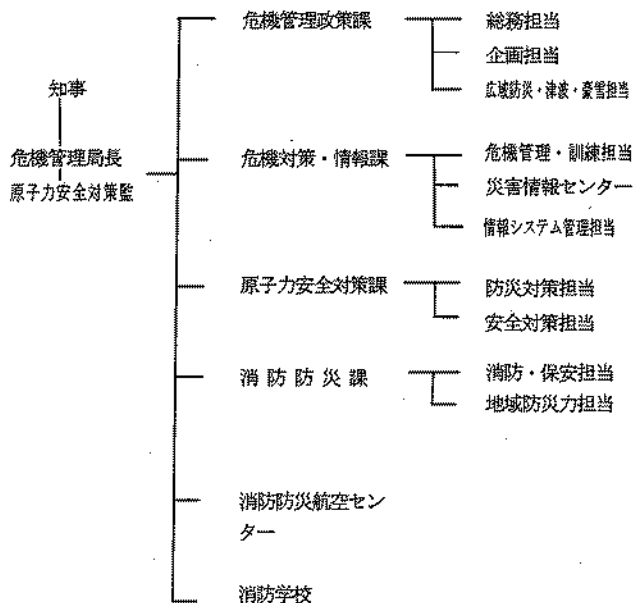 危機管理政策課
総務担当
企画担当
広域防災・津波・豪雪担当
知事
危機管理局長
原子力安全対策監
危機対策・情報課
危機管理・訓練担当
災害情報センター
情報システム管理担当
原子力安全対策課
防災対策担当
安全対策担当
消防防災課
消防・保安担当
地域防災力担当
消防防災航空セン
ター
消防学校